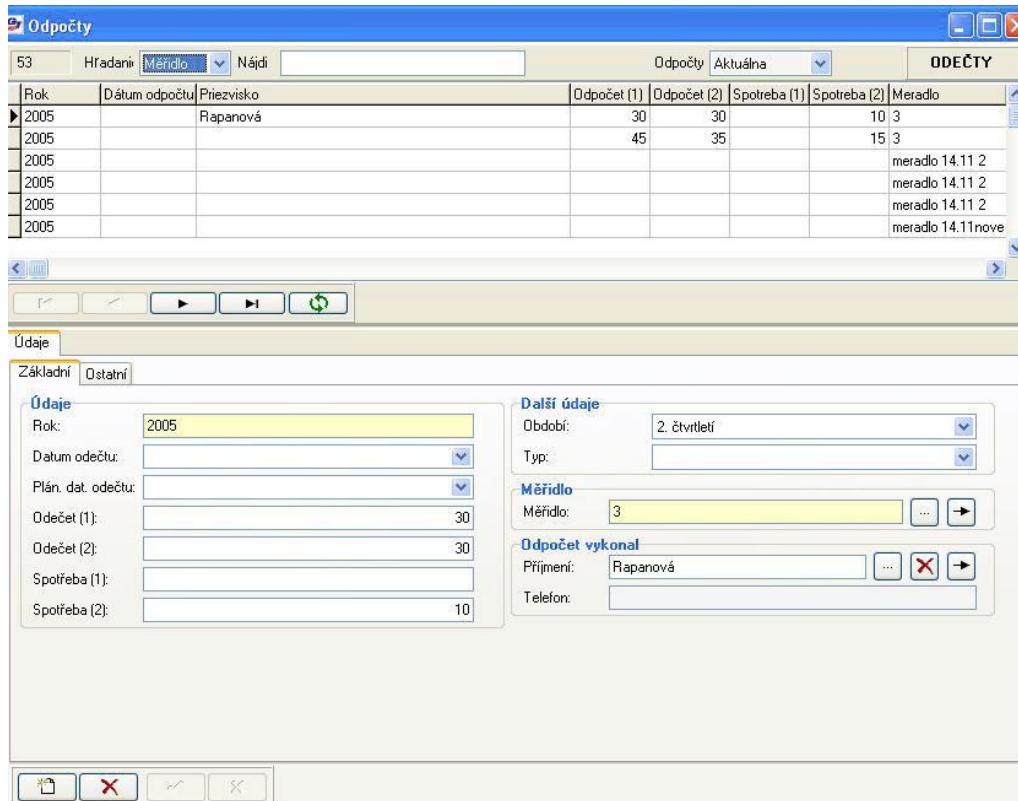 Odpočty
53 Hľadanie Měřidlo Nájdi Odpočty Aktuálna ODEČTY
Rok Dátum odpočtu Priezvisko Odpočet (1) Odpočet (2) Spotreba (1) Spotreba (2) Meradlo
2005 Rapanová 30 30 10 3
2005 45 35 15 3
2005 meradlo 14.11 2
2005 meradlo 14.11 2
2005 meradlo 14.11 2
2005 meradlo 14.11nove
Údaje
Základní Ostatní
Údaje
Rok: 2005
Datum odečtu:
Plán. dat. odečtu:
Odečet (1): 30
Odečet (2): 30
Spotřeba (1):
Spotřeba (2): 10
Další údaje
Období: 2. čtvrtletí
Typ:
Měřidlo
Měřidlo: 3 ...
Odpočet vykonal
Příjmení: Rapanová ...
Telefon: